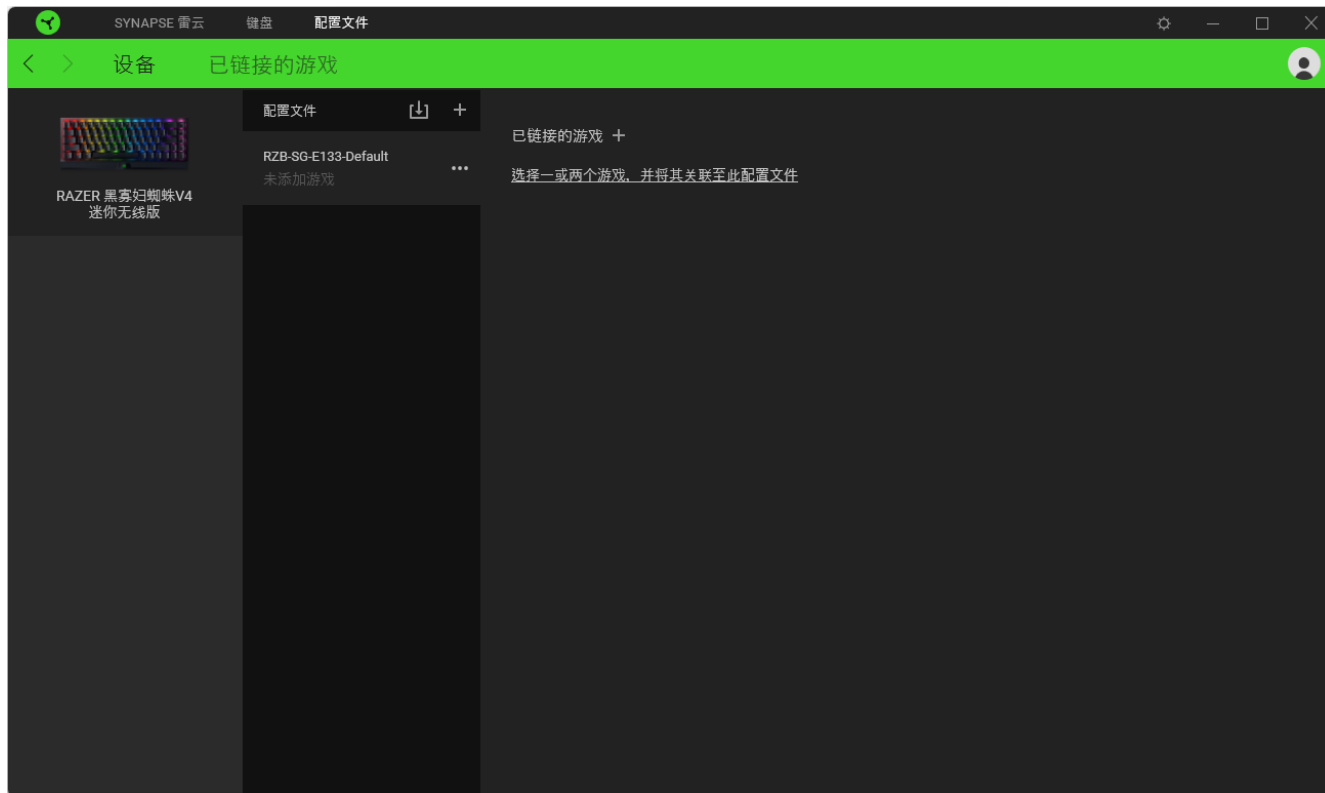 SYNAPSE 雷云 键盘 配置文件
设备 已链接的游戏
RAZER 黑寡妇蜘蛛V4
迷你无线版
配置文件
RZB-SG-E133-Default
未添加游戏
已链接的游戏
选择一或两个游戏，并将其关联至此配置文件